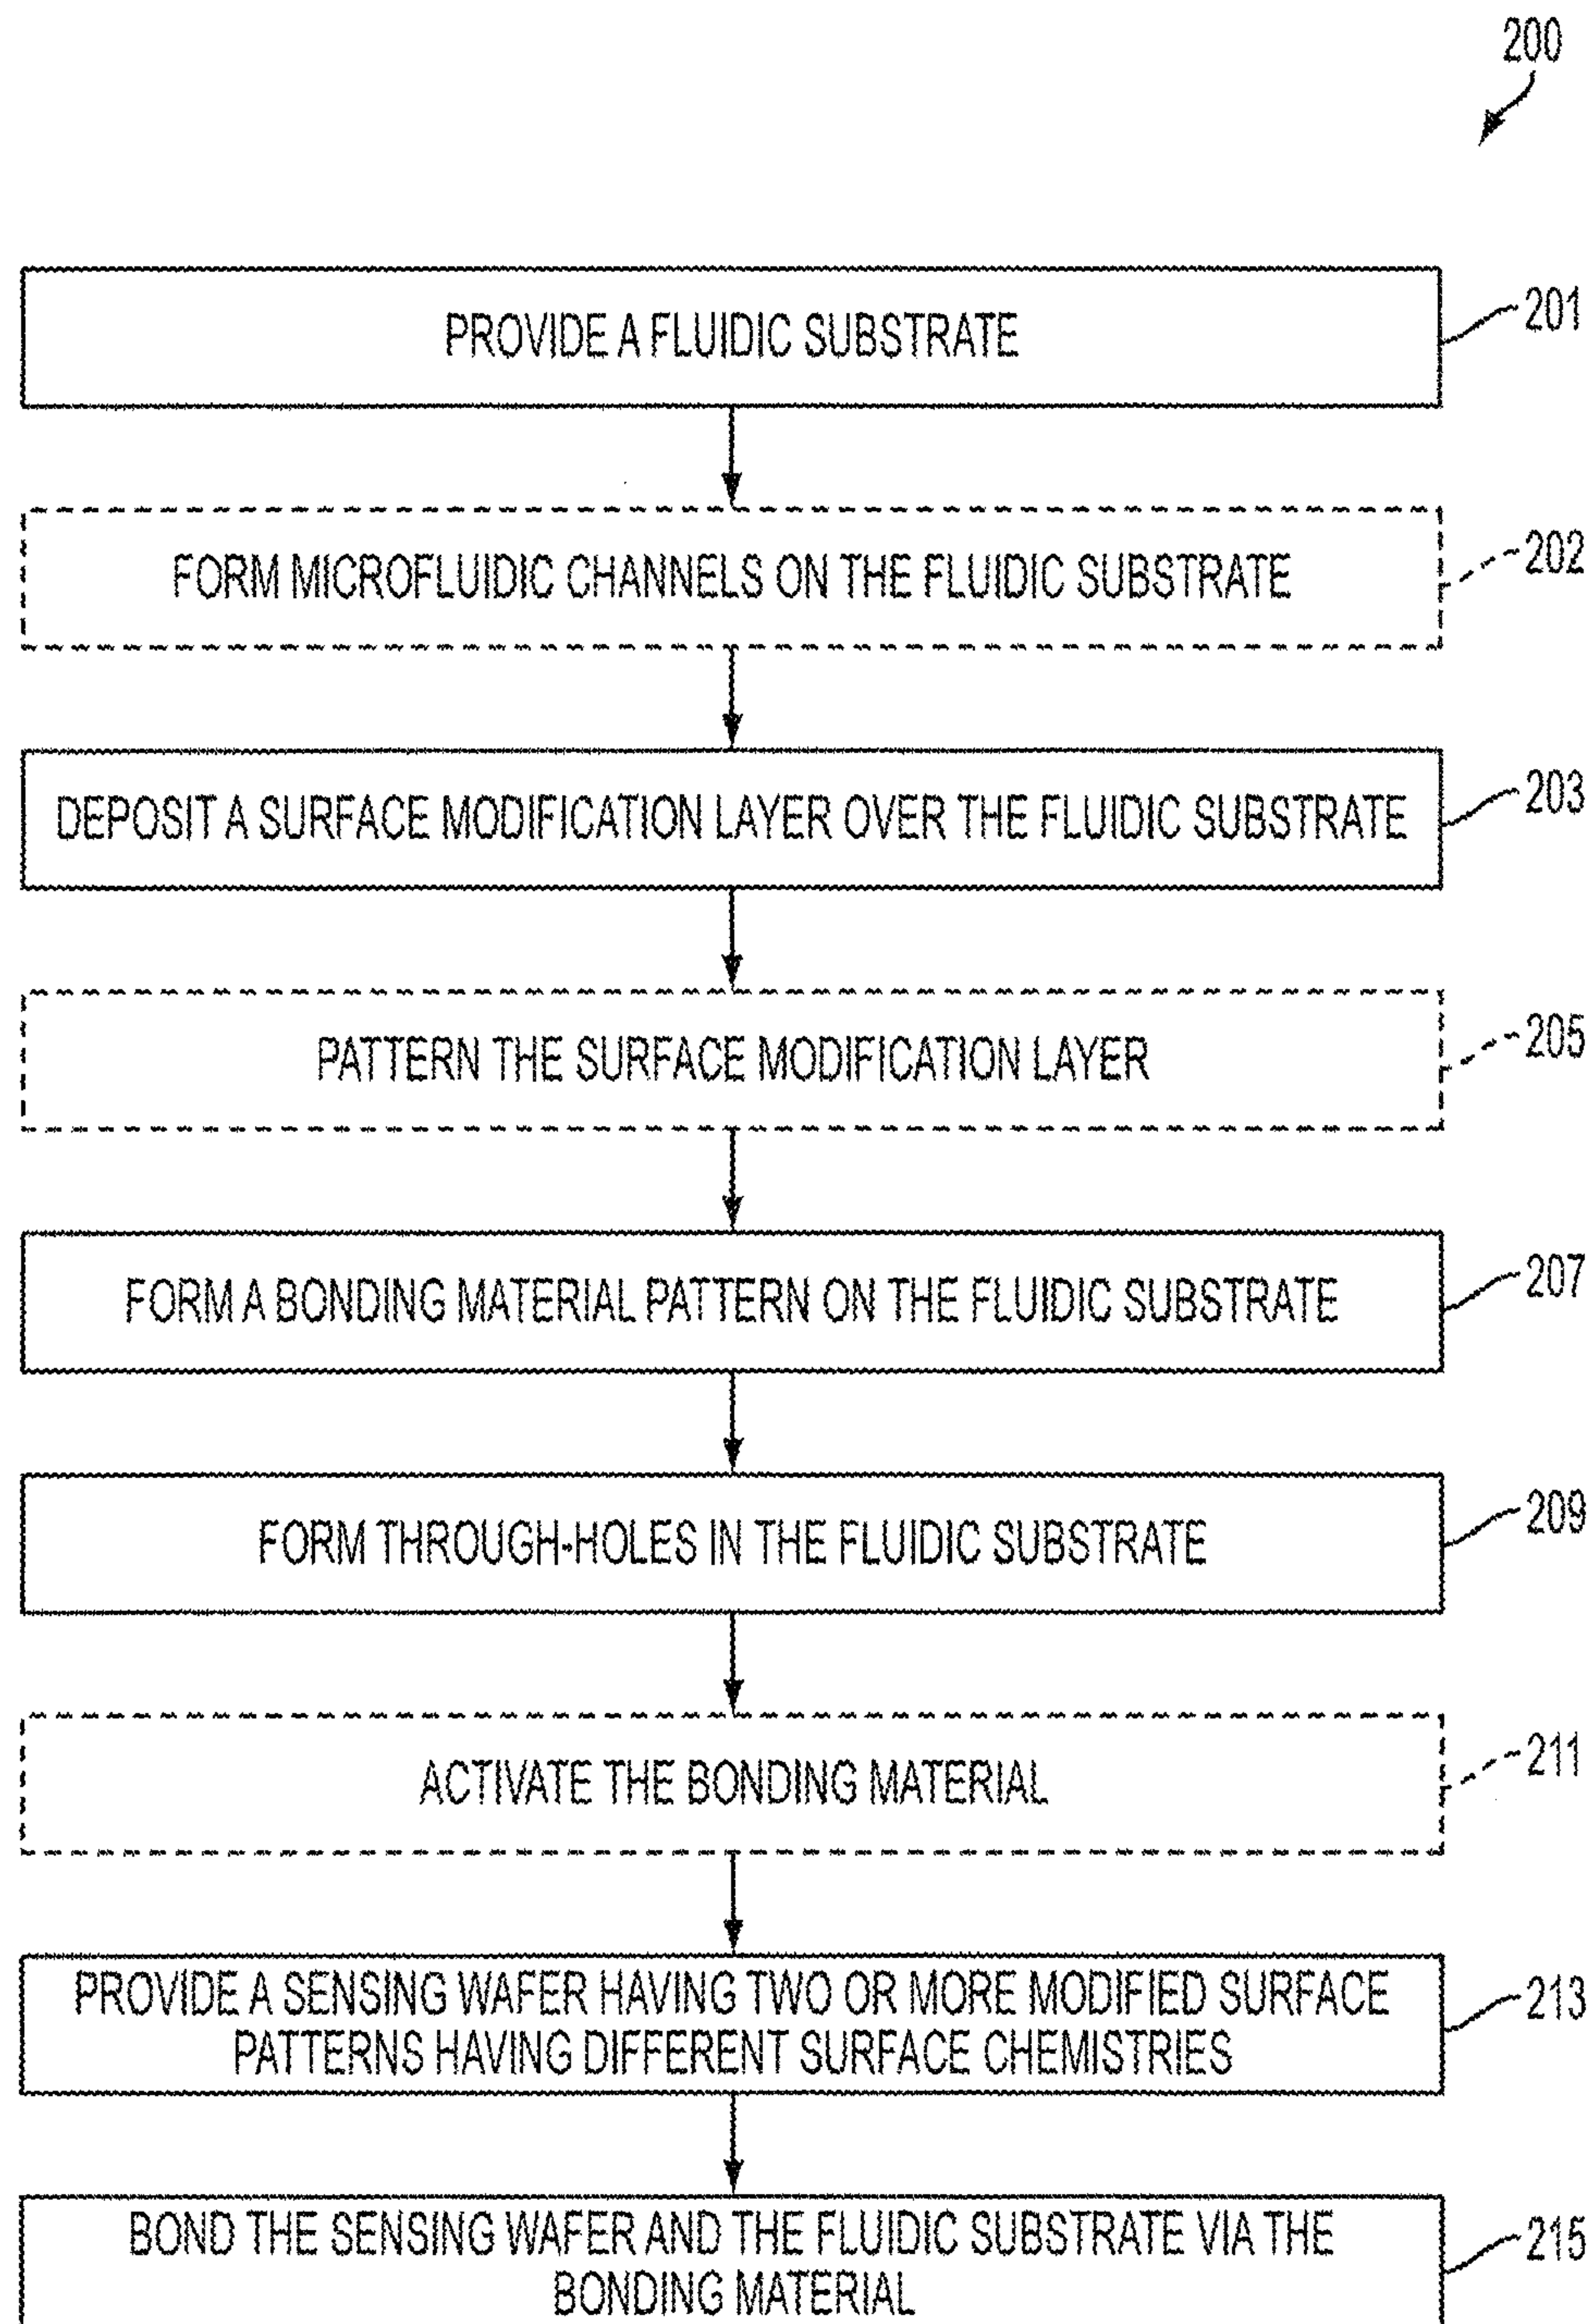 200
PROVIDE A FLUIDIC SUBSTRATE
201
FORM MICROFLUIDIC CHANNELS ON THE FLUIDIC SUBSTRATE
202
DEPOSIT A SURFACE MODIFICATION LAYER OVER THE FLUIDIC SUBSTRATE
203
PATTERN THE SURFACE MODIFICATION LAYER
205
FORM A BONDING MATERIAL PATTERN ON THE FLUIDIC SUBSTRATE
207
FORM THROUGH-HOLES IN THE FLUIDIC SUBSTRATE
209
ACTIVATE THE BONDING MATERIAL
211
PROVIDE A SENSING WAFER HAVING TWO OR MORE MODIFIED SURFACE
PATTERNS HAVING DIFFERENT SURFACE CHEMISTRIES
213
BOND THE SENSING WAFER AND THE FLUIDIC SUBSTRATE VIA THE
BONDING MATERIAL
215